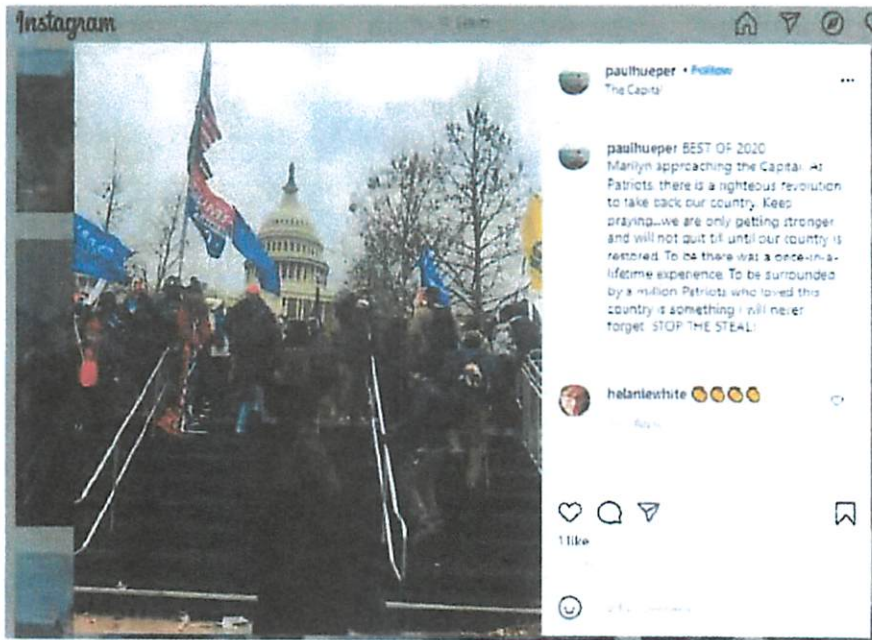 Instagram
paulhueper • Follow
The Capital
paulhueper BEST OF 2020
Marilyn approaching the Capital. As
Patriots, there is a righteous revolution
to take back our country. Keep
praying...we are only getting stronger
and will not quit till until our country is
restored. To be there was a once-in-a-
lifetime experience. To be surrounded
by a million Patriots who loved this
country is something I will never
forget. STOP THE STEAL!
helaniewhite 👏👏👏👏
Reply
1 like